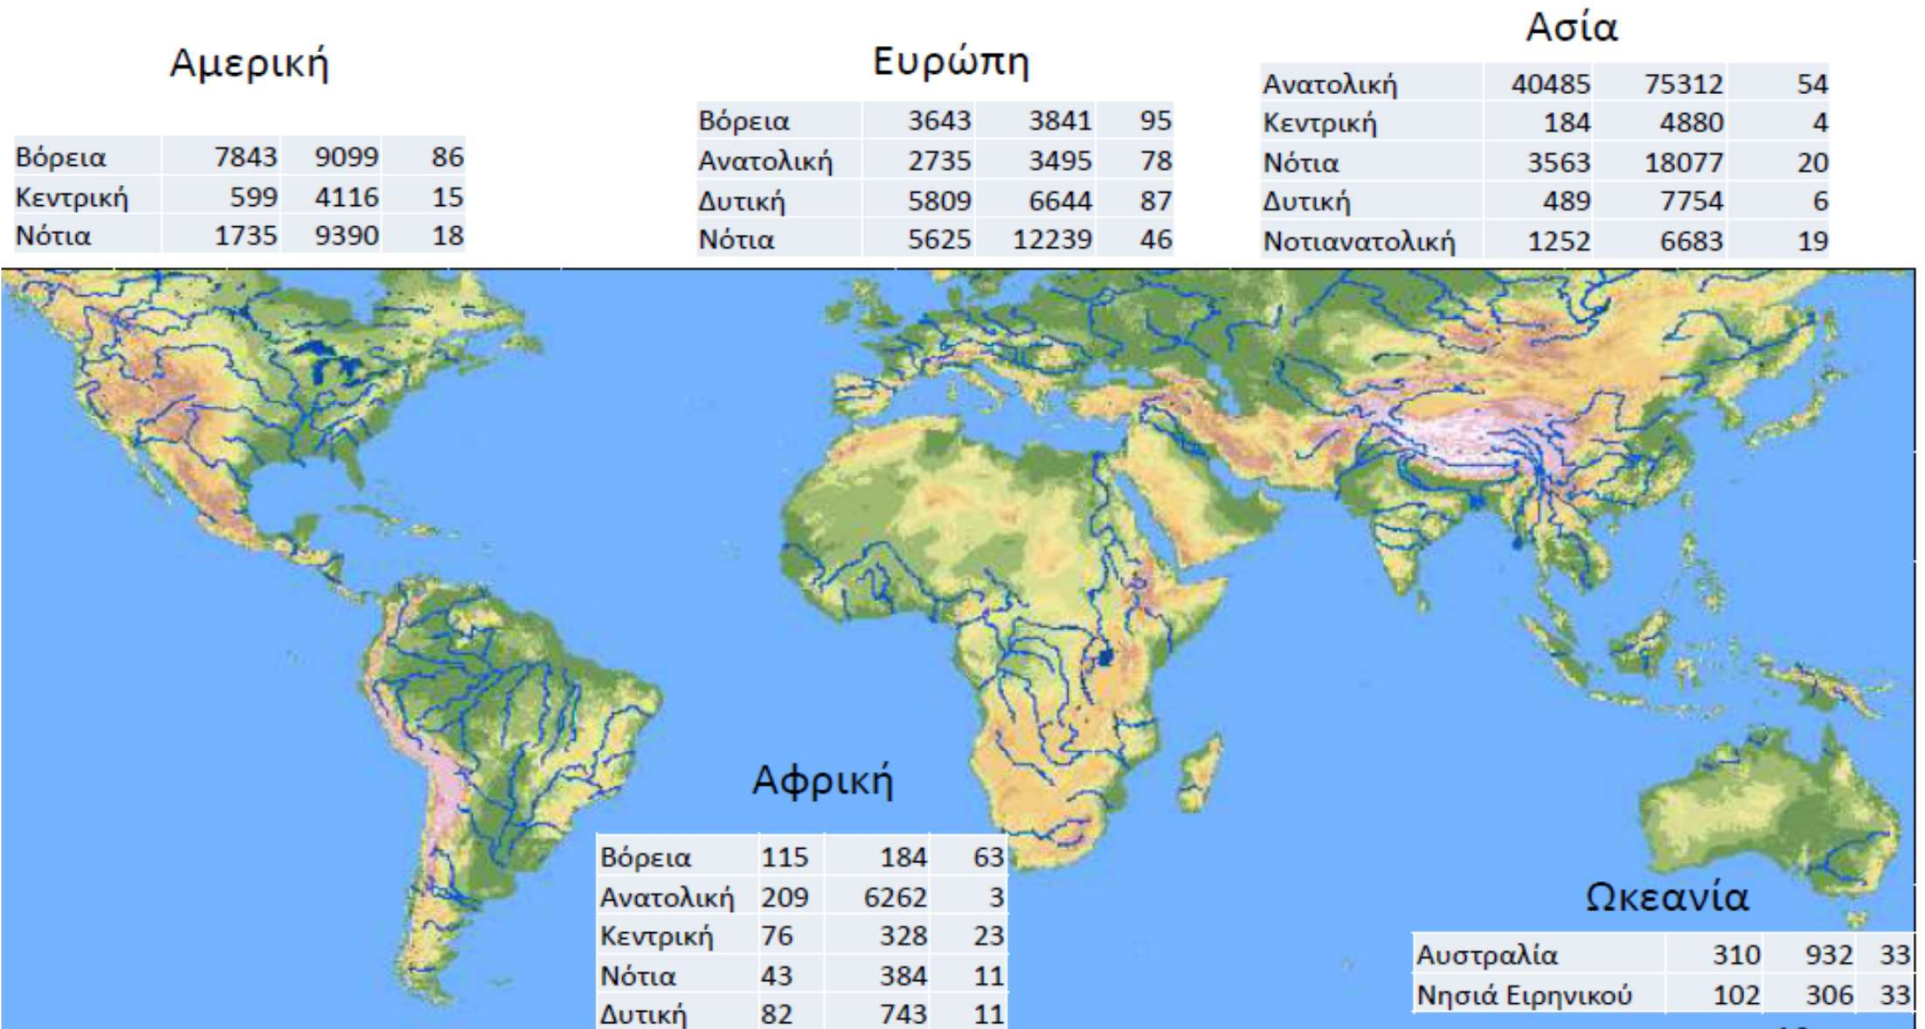 Αμερική
Βόρεια 7843 9099 86
Κεντρική 599 4116 15
Νότια 1735 9390 18
Ευρώπη
Βόρεια 3643 3841 95
Ανατολική 2735 3495 78
Δυτική 5809 6644 87
Νότια 5625 12239 46
Ασία
Ανατολική 40485 75312 54
Κεντρική 184 4880 4
Νότια 3563 18077 20
Δυτική 489 7754 6
Νοτιανατολική 1252 6683 19
Αφρική
Βόρεια 115 184 63
Ανατολική 209 6262 3
Κεντρική 76 328 23
Νότια 43 384 11
Δυτική 82 743 11
Ωκεανία
Αυστραλία 310 932 33
Νησιά Ειρηνικού 102 306 33